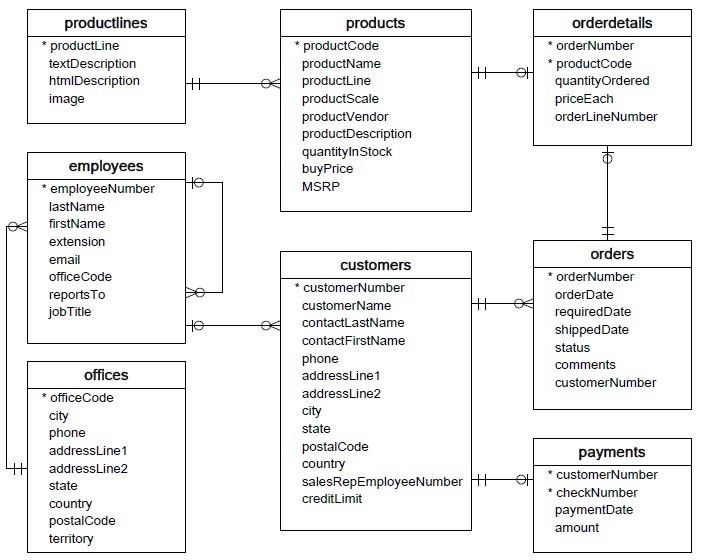 productlines
* productLine
textDescription
htmlDescription
image
products
* productCode
productName
productLine
productScale
productVendor
productDescription
quantityInStock
buyPrice
MSRP
orderdetails
* orderNumber
* productCode
quantityOrdered
priceEach
orderLineNumber
employees
* employeeNumber
lastName
firstName
extension
email
officeCode
reportsTo
jobTitle
customers
* customerNumber
customerName
contactLastName
contactFirstName
phone
addressLine1
addressLine2
city
state
postalCode
country
salesRepEmployeeNumber
creditLimit
orders
* orderNumber
orderDate
requiredDate
shippedDate
status
comments
customerNumber
offices
* officeCode
city
phone
addressLine1
addressLine2
state
country
postalCode
territory
payments
* customerNumber
* checkNumber
paymentDate
amount